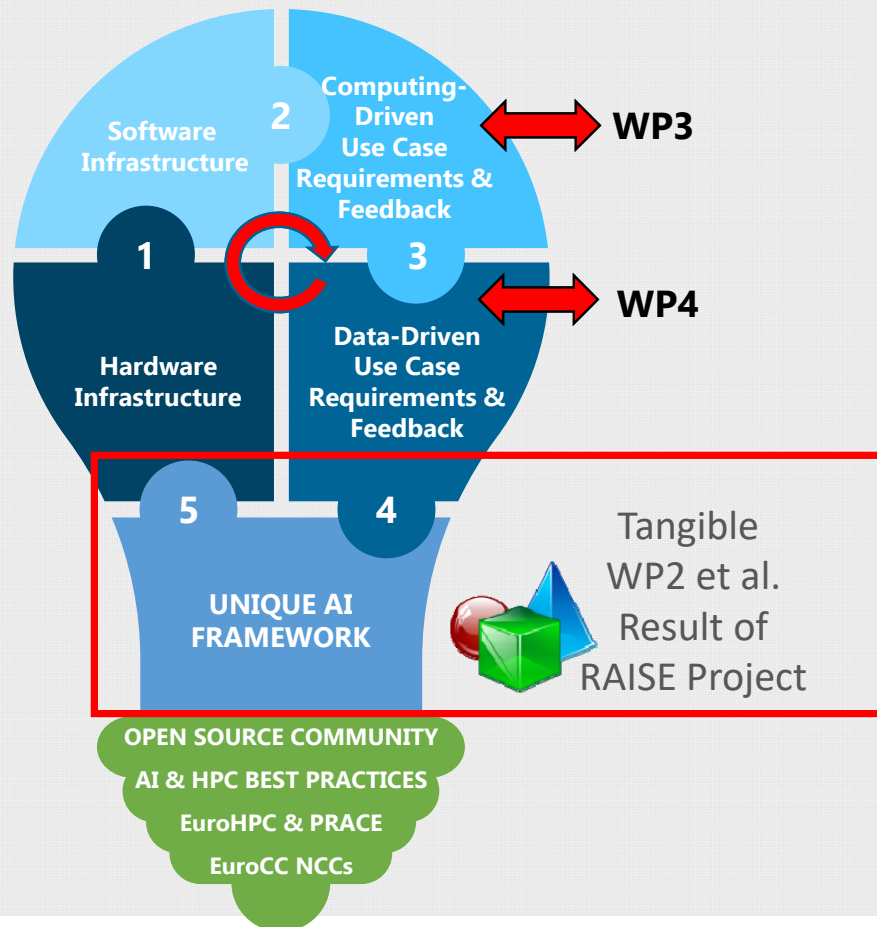 2
Computing-
Driven
Use Case
Requirements &
Feedback
Software
Infrastructure
WP3
1
3
WP4
Hardware
Infrastructure
Data-Driven
Use Case
Requirements &
Feedback
5
4
UNIQUE AI
FRAMEWORK
Tangible
WP2 et al.
Result of
RAISE Project
OPEN SOURCE COMMUNITY
AI & HPC BEST PRACTICES
EuroHPC & PRACE
EuroCC NCCs